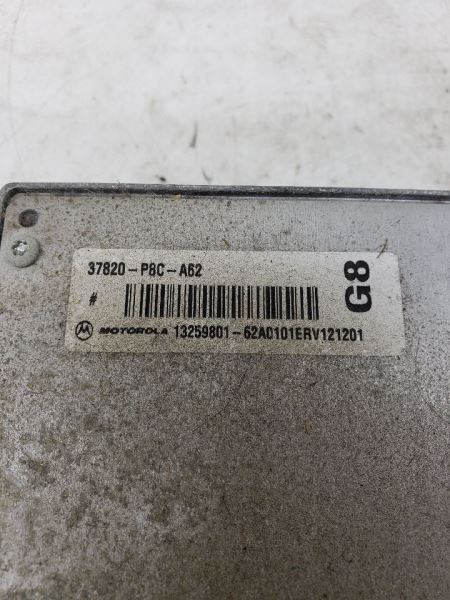 37820-P8C-A62
#
G8
MOTOROLA 13259801-62A0101ERV121201